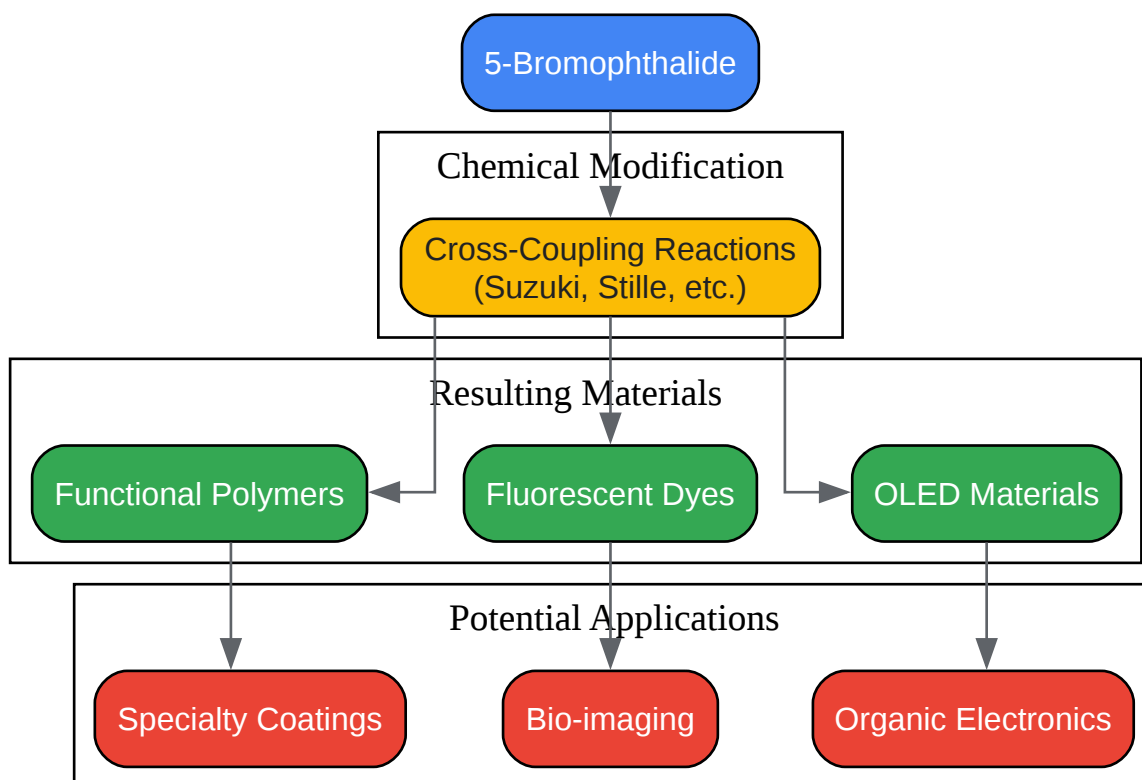 5-Bromophthalide
Chemical Modification
Cross-Coupling Reactions
(Suzuki, Stille, etc.)
Resulting Materials
Functional Polymers
Fluorescent Dyes
OLED Materials
Potential Applications
Specialty Coatings
Bio-imaging
Organic Electronics